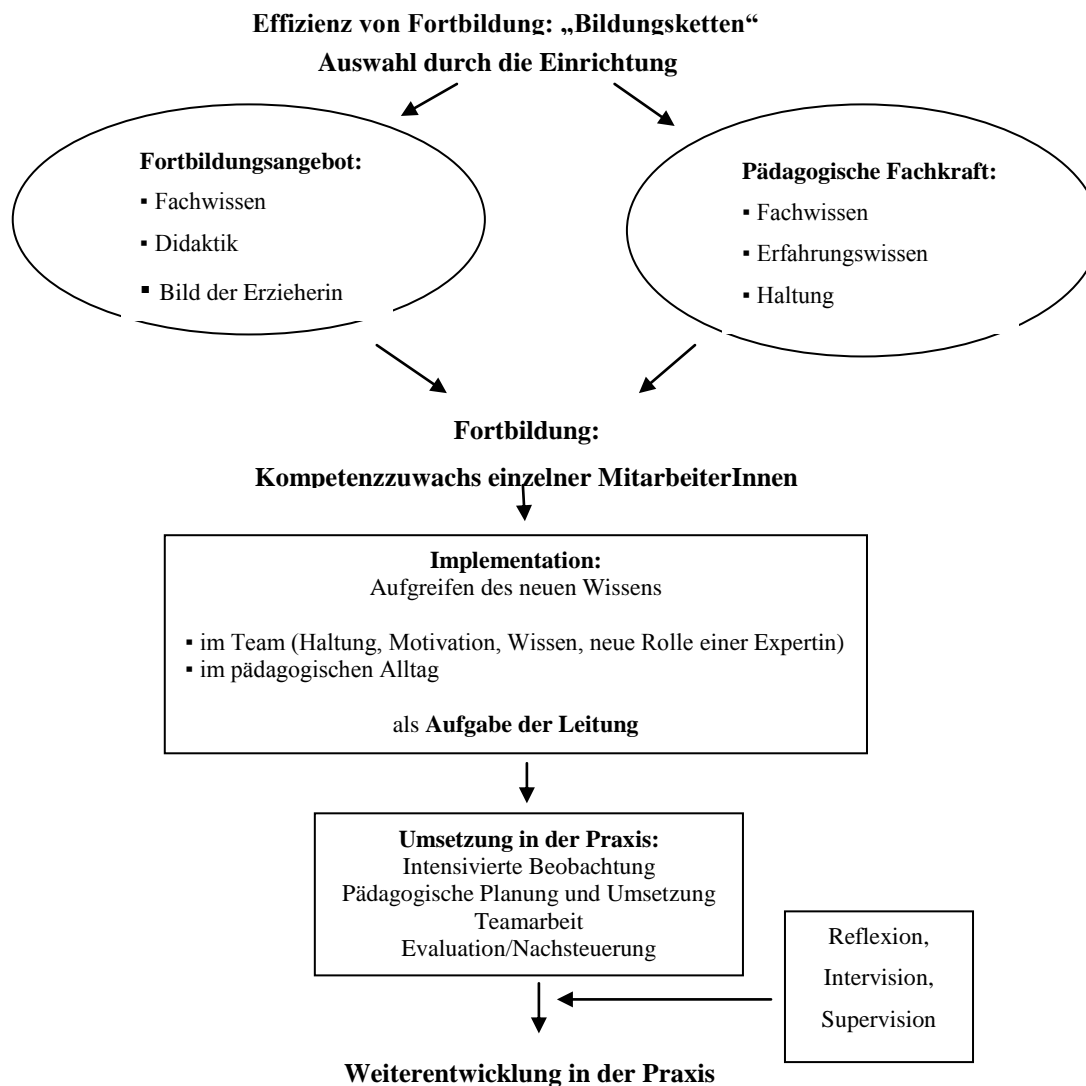 Effizienz von Fortbildung: „Bildungsketten“
Auswahl durch die Einrichtung
Fortbildungsangebot:
▪ Fachwissen
▪ Didaktik
▪ Bild der Erzieherin
Pädagogische Fachkraft:
▪ Fachwissen
▪ Erfahrungswissen
▪ Haltung
Fortbildung:
Kompetenzzuwachs einzelner MitarbeiterInnen
Implementation:
Aufgreifen des neuen Wissens
▪ im Team (Haltung, Motivation, Wissen, neue Rolle einer Expertin)
▪ im pädagogischen Alltag
als Aufgabe der Leitung
Umsetzung in der Praxis:
Intensivierte Beobachtung
Pädagogische Planung und Umsetzung
Teamarbeit
Evaluation/Nachsteuerung
Reflexion,
Intervision,
Supervision
Weiterentwicklung in der Praxis